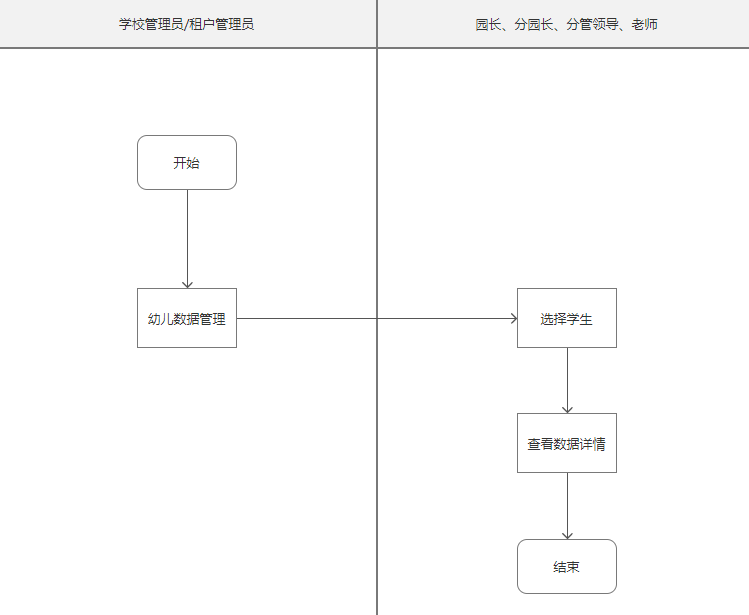 学校管理员/租户管理员
园长、分园长、分管领导、老师
开始
幼儿数据管理
选择学生
查看数据详情
结束